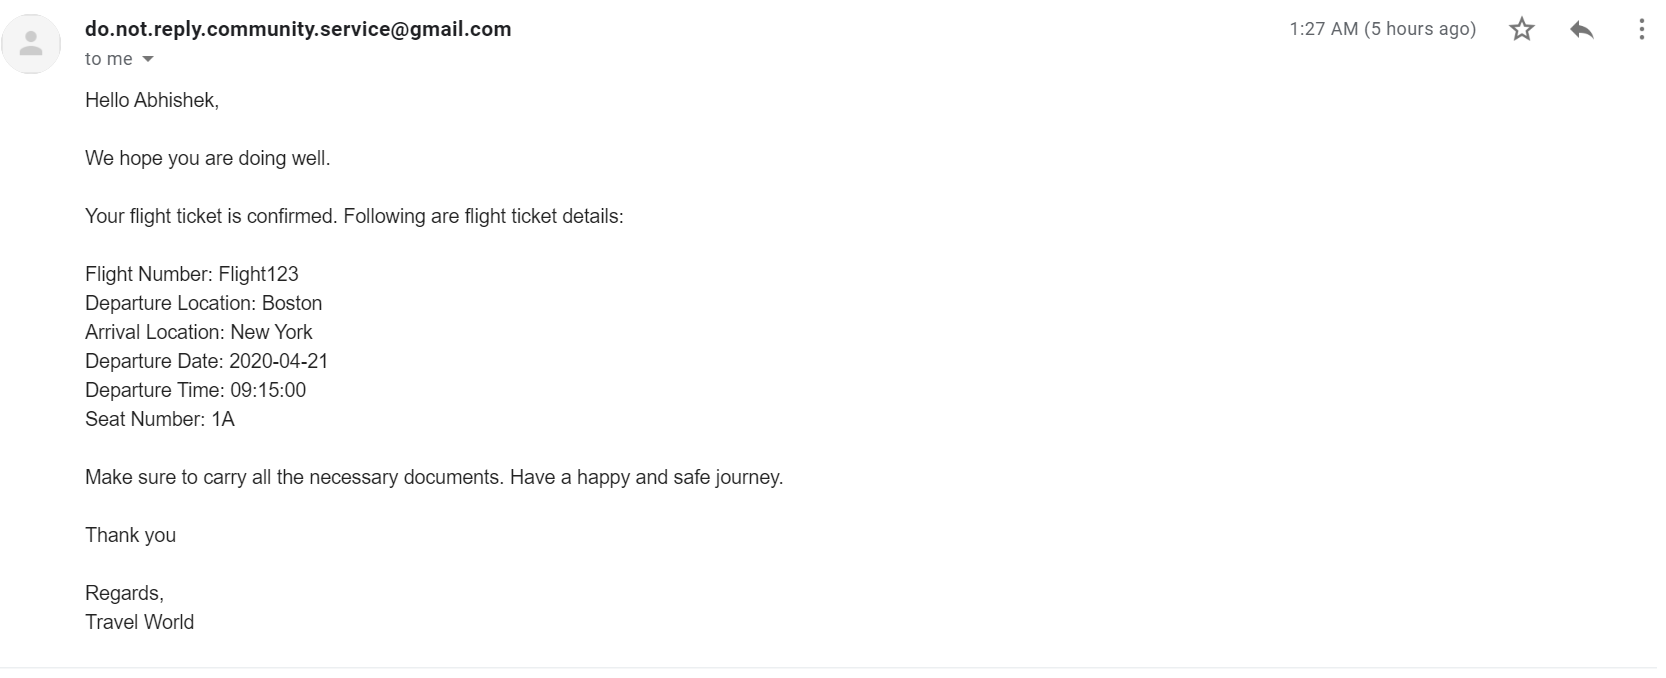 do.not.reply.community.service@gmail.com
1:27 AM (5 hours ago)
to me
Hello Abhishek,
We hope you are doing well.
Your flight ticket is confirmed. Following are flight ticket details:
Flight Number: Flight123
Departure Location: Boston
Arrival Location: New York
Departure Date: 2020-04-21
Departure Time: 09:15:00
Seat Number: 1A
Make sure to carry all the necessary documents. Have a happy and safe journey.
Thank you
Regards,
Travel World